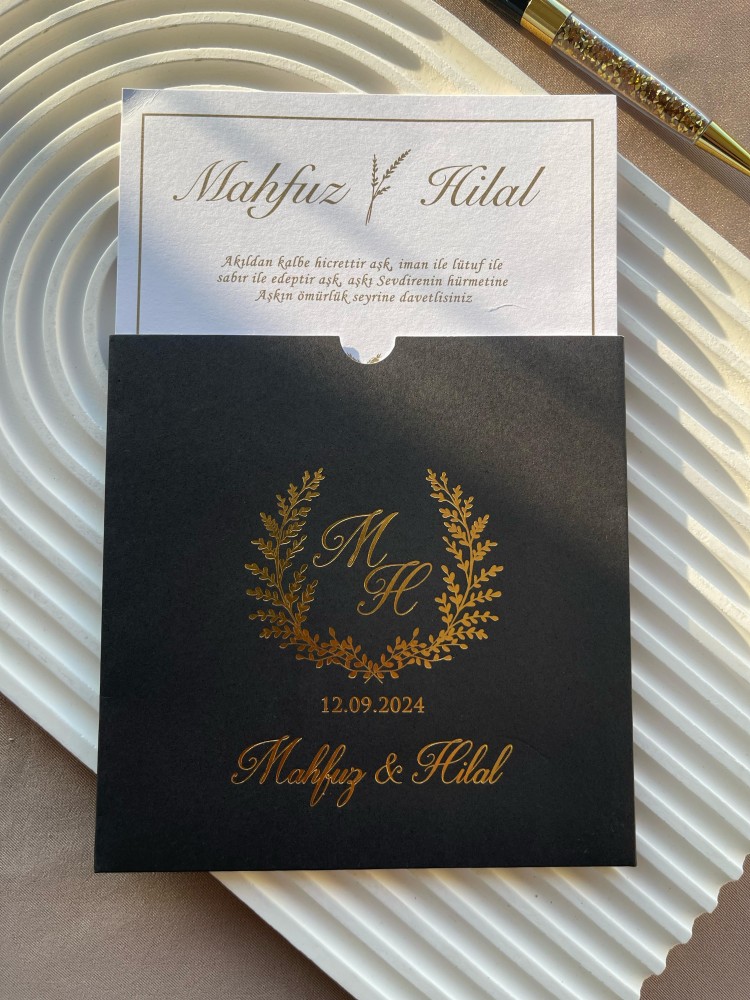 Mahfuz Hilal
Akıldan kalbe hicrettir aşk, iman ile lütuf ile
sabır ile edeptir aşk, aşkı Sevdirenin hürmetine
Aşkın ömürlük seyrine davetlisiniz
M
H
12.09.2024
Mahfuz & Hilal